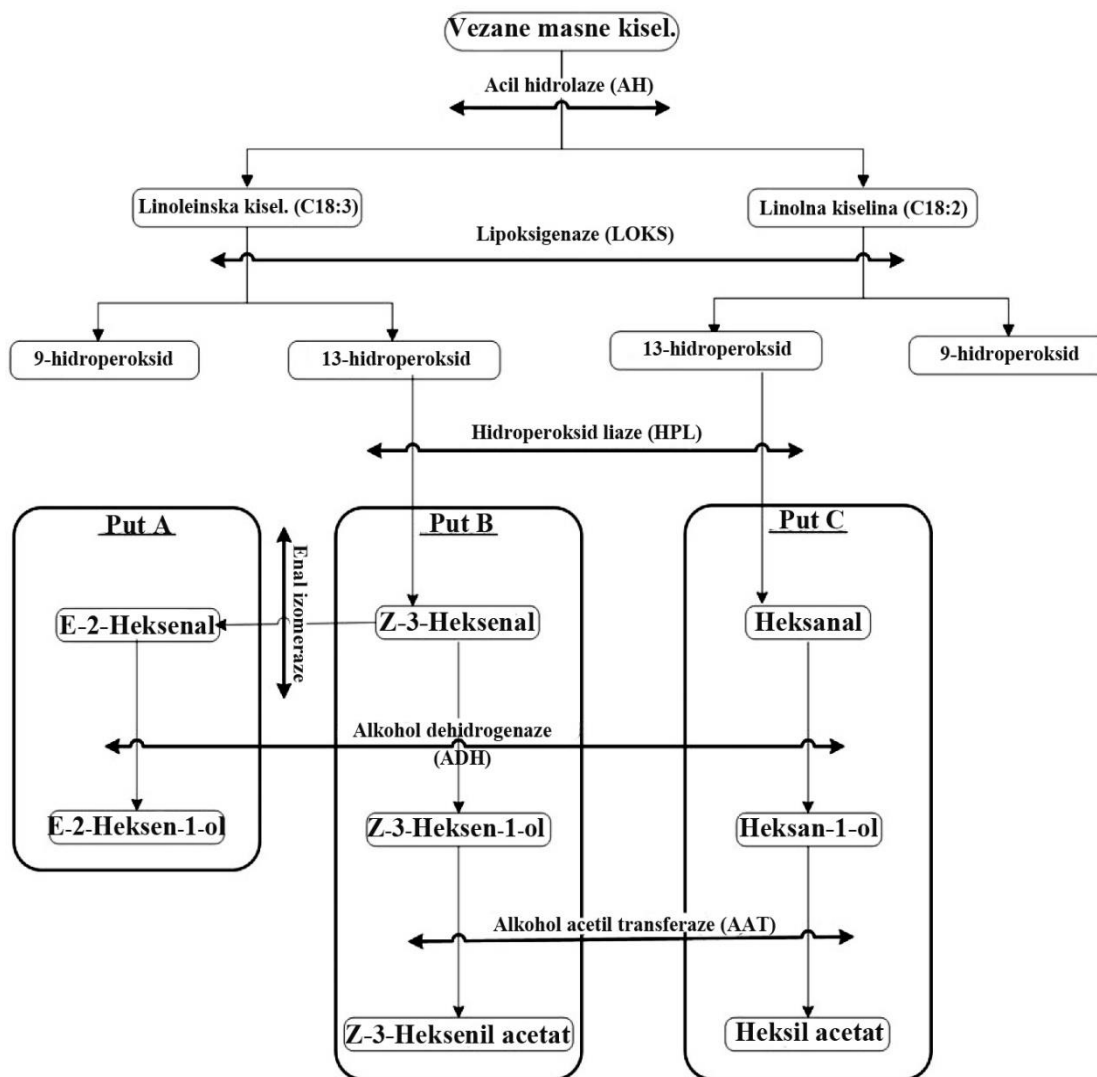 Vezane masne kisel.
Acil hidrolaze (AH)
Linoleinska kisel. (C18:3)
Linolna kiselina (C18:2)
Lipoksigenaze (LOKS)
9-hidroperoksid
13-hidroperoksid
13-hidroperoksid
9-hidroperoksid
Hidroperoksid liaze (HPL)
Put A
Put B
Put C
Enal izomeraze
E-2-Heksenal
Z-3-Heksenal
Heksanal
Alkohol dehidrogenaze
(ADH)
E-2-Heksen-1-ol
Z-3-Heksen-1-ol
Heksan-1-ol
Alkohol acetil transferaze (AAT)
Z-3-Heksenil acetat
Heksil acetat